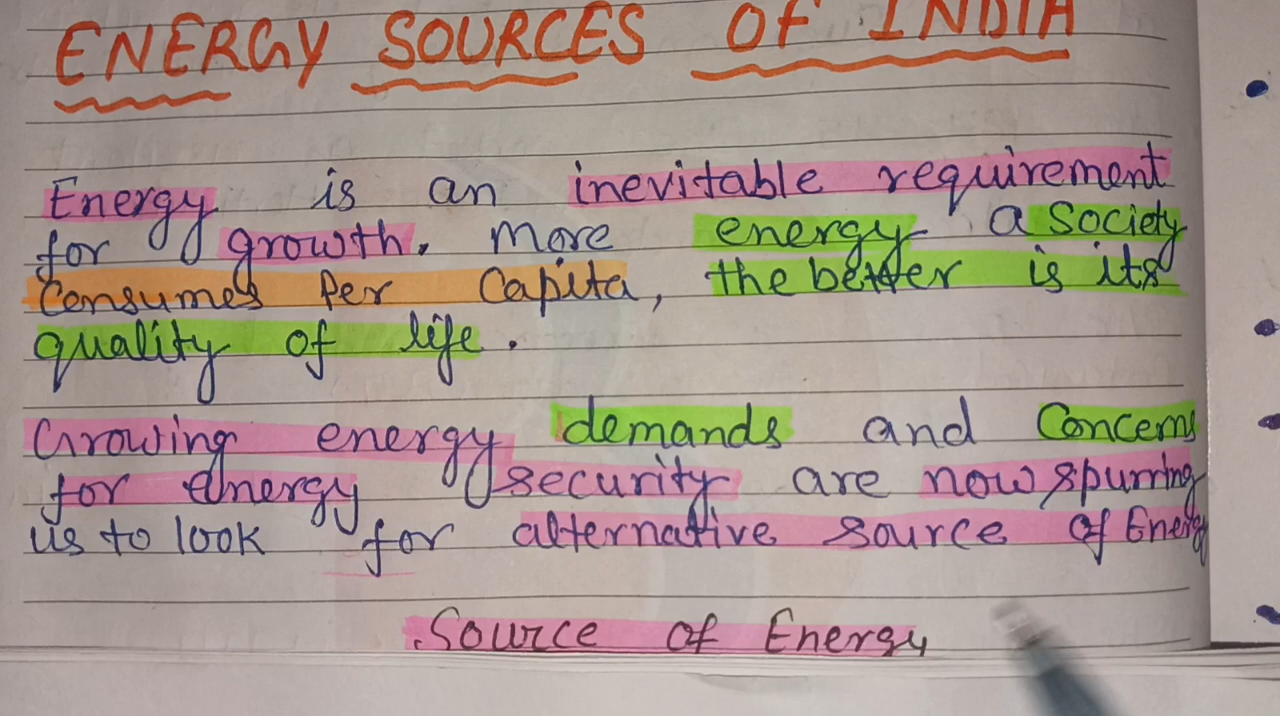 ENERGY SOURCES OF INDIA
Energy is an inevitable requirement
for growth. More energy a Society
Consumes Per Capita, the better is its
quality of life.
Growing energy demands and Concerns
for energy security are now spurring
us to look for alternative source of Energy
Source of Energy